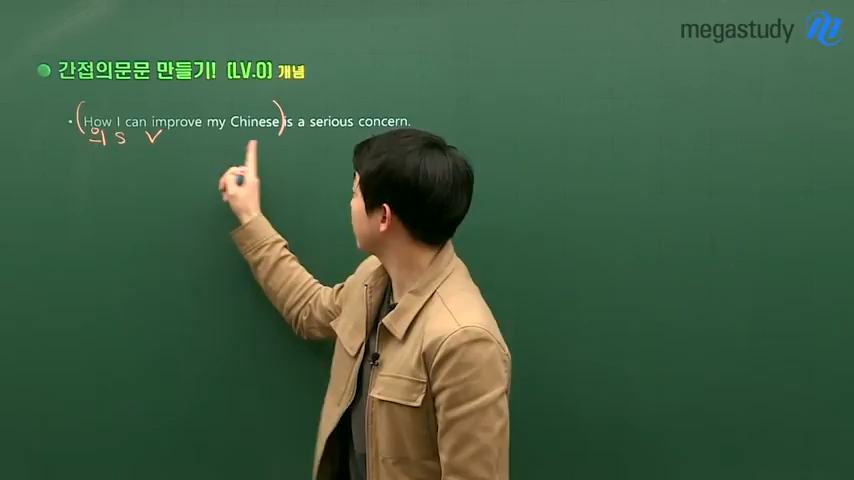 megastudy
간접의문문 만들기! (LV.0) 개념
• (How I can improve my Chinese) is a serious concern.
의 S V